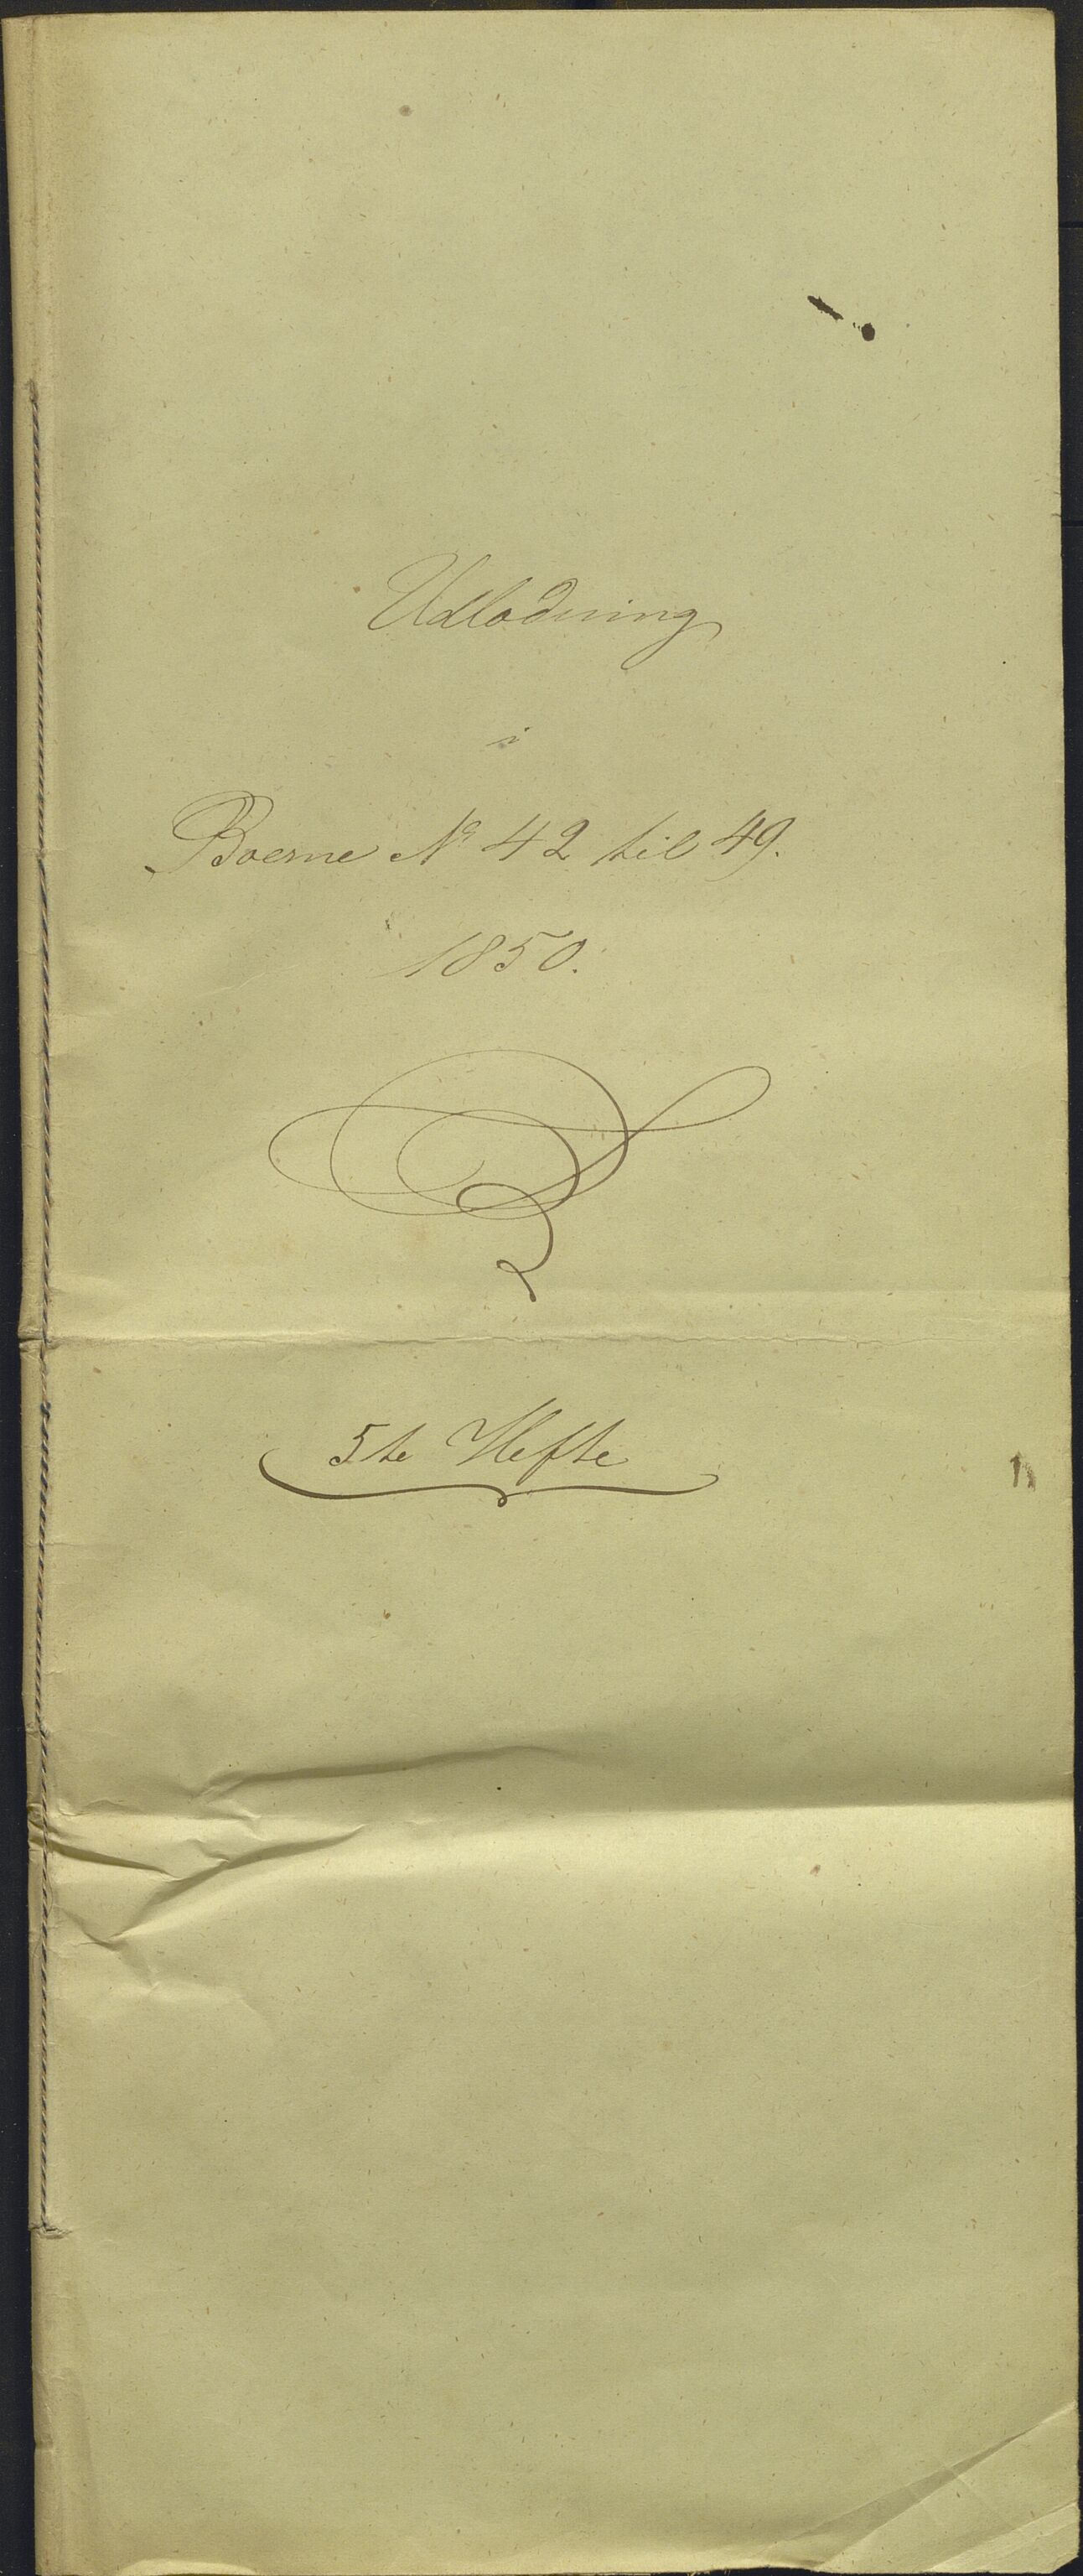 Udlodning
i
Boerne No 42 til 49.
1850.
5te Hefte